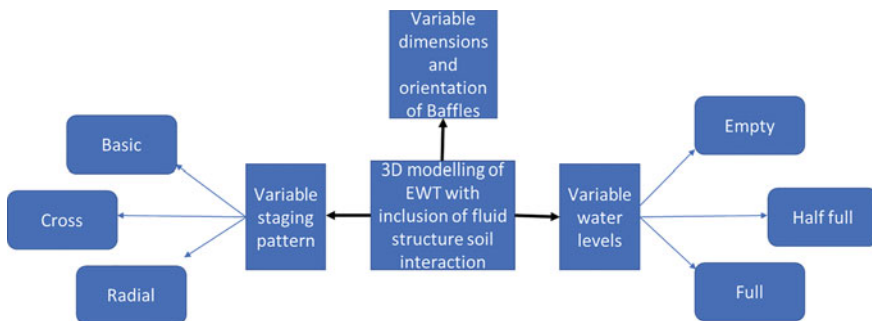 Variable
dimensions
and
orientation
of Baffles
Basic
Cross
Radial
Variable
staging
pattern
3D modelling of
EWT with
inclusion of fluid
structure soil
interaction
Variable
water
levels
Empty
Half full
Full